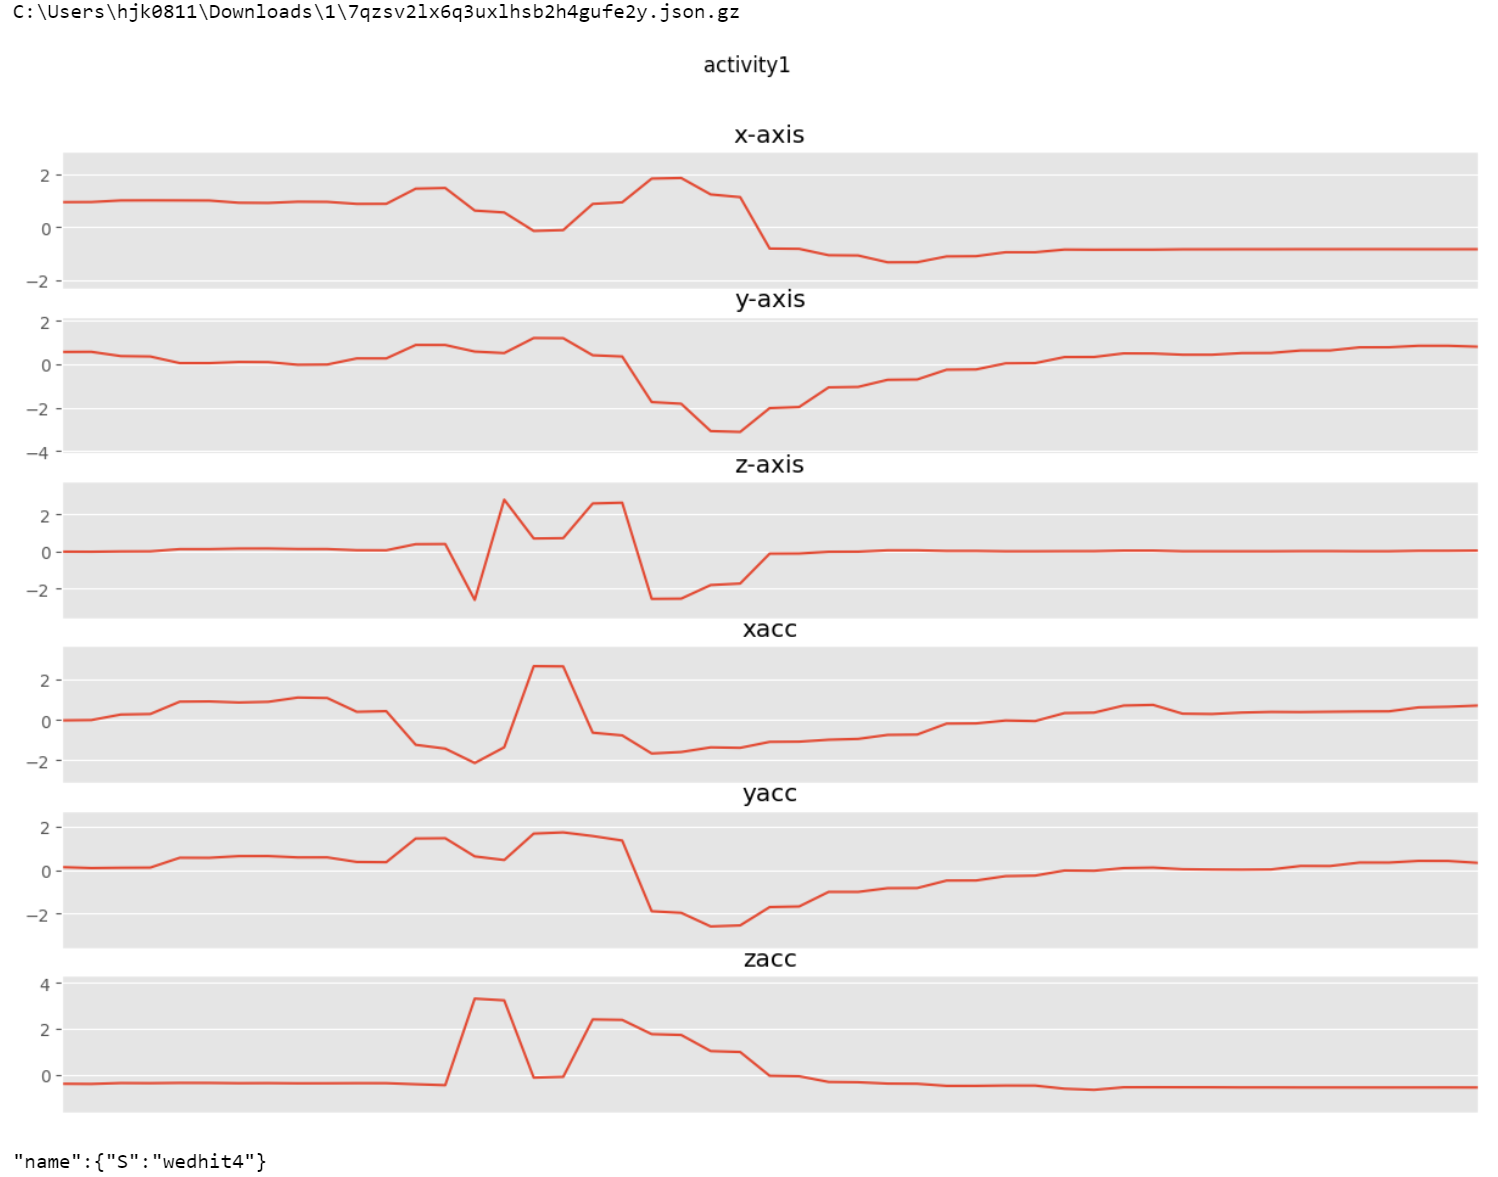 C:\Users\hjk0811\Downloads\1\7qzsv2lx6q3uxlhsb2h4gufe2y.json.gz
activity1
x-axis
2
0
−2
y-axis
2
0
−2
−4
z-axis
2
0
−2
xacc
2
0
−2
yacc
2
0
−2
zacc
4
2
0
"name":{"S":"wedhit4"}